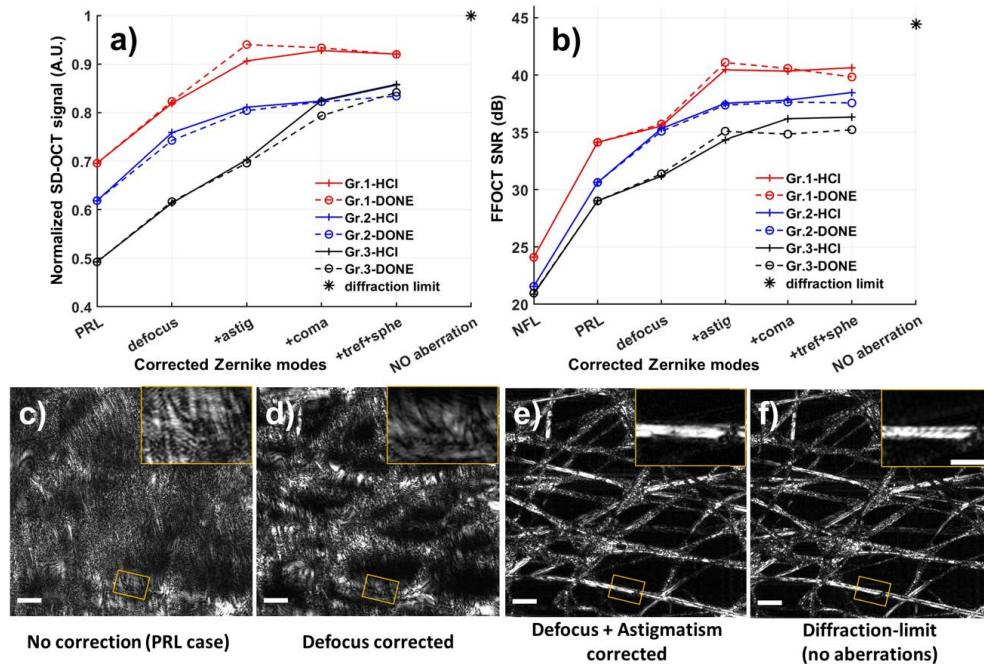 a)
Normalized SD-OCT signal (A.U.)
1
0.9
0.8
0.7
0.6
0.5
0.4
Gr.1-HCI
Gr.1-DONE
Gr.2-HCI
Gr.2-DONE
Gr.3-HCI
Gr.3-DONE
diffraction limit
PRL
defocus
+astig
+coma
+tref+sphe
NO aberration
Corrected Zernike modes
b)
FFOCT SNR (dB)
45
40
35
30
25
20
Gr.1-HCI
Gr.1-DONE
Gr.2-HCI
Gr.2-DONE
Gr.3-HCI
Gr.3-DONE
diffraction limit
NFL
PRL
defocus
+astig
+coma
+tref+sphe
NO aberration
Corrected Zernike modes
c)
d)
e)
f)
No correction (PRL case)
Defocus corrected
Defocus + Astigmatism
corrected
Diffraction-limit
(no aberrations)